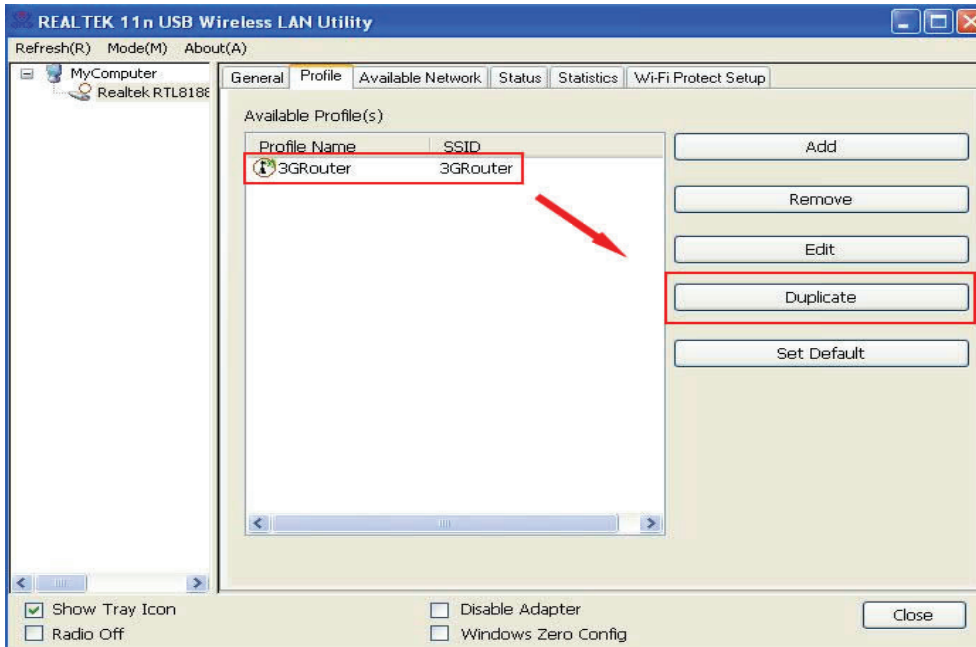 REALTEK 11n USB Wireless LAN Utility
Refresh(R) Mode(M) About(A)
MyComputer
Realtek RTL8188
General Profile Available Network Status Statistics Wi-Fi Protect Setup
Available Profile(s)
Profile Name SSID
3GRouter 3GRouter
Add
Remove
Edit
Duplicate
Set Default
Show Tray Icon
Radio Off
Disable Adapter
Windows Zero Config
Close